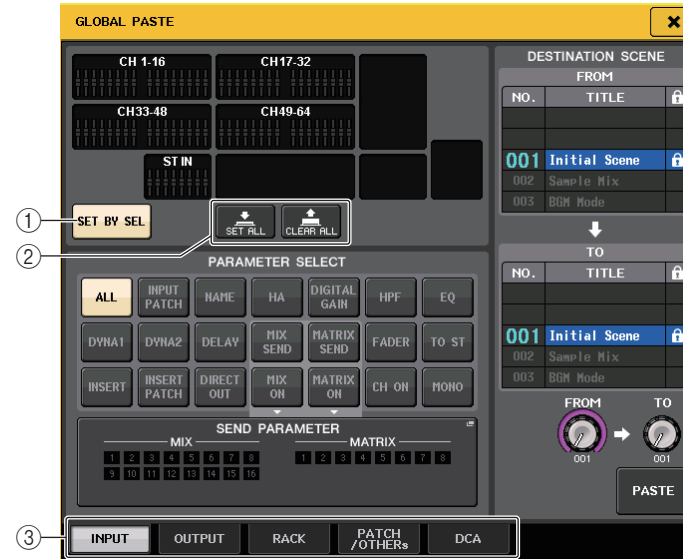 GLOBAL PASTE
CH 1-16
CH17-32
CH33-48
CH49-64
ST IN
① SET BY SEL
② SET ALL
CLEAR ALL
PARAMETER SELECT
ALL
INPUT
PATCH
NAME
HA
DIGITAL
GAIN
HPF
EQ
DYNA1
DYNA2
DELAY
MIX
SEND
MATRIX
SEND
FADER
TO ST
INSERT
INSERT
PATCH
DIRECT
OUT
MIX
ON
MATRIX
ON
CH ON
MONO
SEND PARAMETER
MIX
1 2 3 4 5 6 7 8
9 10 11 12 13 14 15 16
MATRIX
1 2 3 4 5 6 7 8
③ INPUT
OUTPUT
RACK
PATCH
/OTHERs
DCA
DESTINATION SCENE
FROM
NO. TITLE
001 Initial Scene
002 Sample Mix
003 BGM Mode
TO
NO. TITLE
001 Initial Scene
002 Sample Mix
003 BGM Mode
FROM
TO
001
001
PASTE